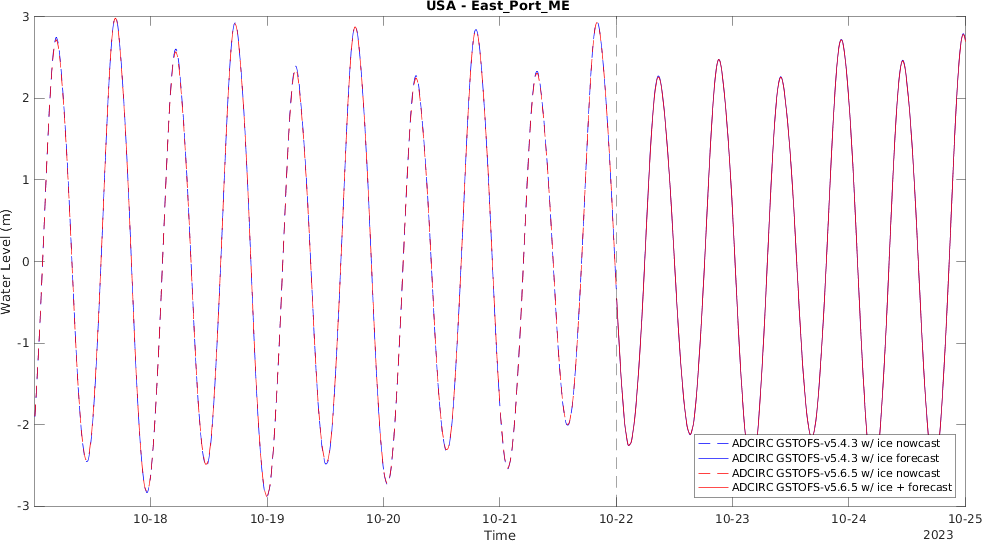 USA - East_Port_ME
3
2
1
0
-1
-2
-3
Water Level (m)
10-18
10-19
10-20
10-21
10-22
10-23
10-24
10-25
Time
2023
ADCIRC GSTOFS-v5.4.3 w/ ice nowcast
ADCIRC GSTOFS-v5.4.3 w/ ice forecast
ADCIRC GSTOFS-v5.6.5 w/ ice nowcast
ADCIRC GSTOFS-v5.6.5 w/ ice + forecast